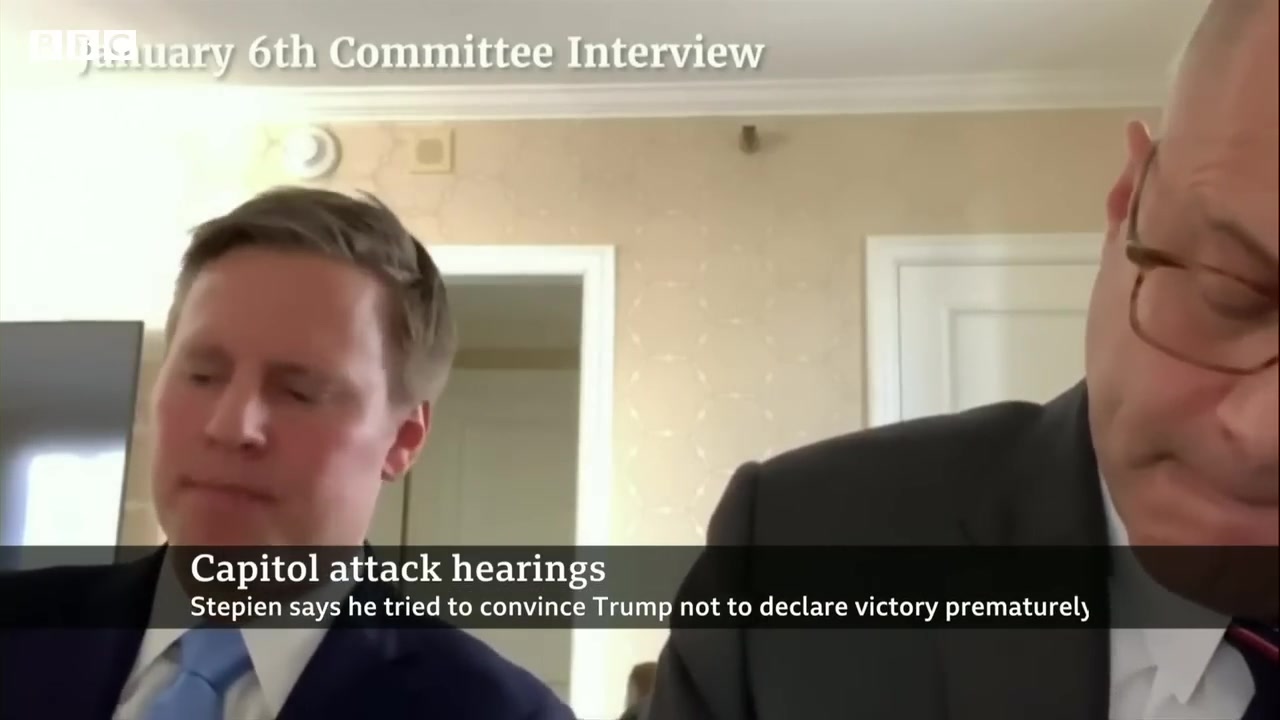 BBC
January 6th Committee Interview
Capitol attack hearings
Stepien says he tried to convince Trump not to declare victory prematurely